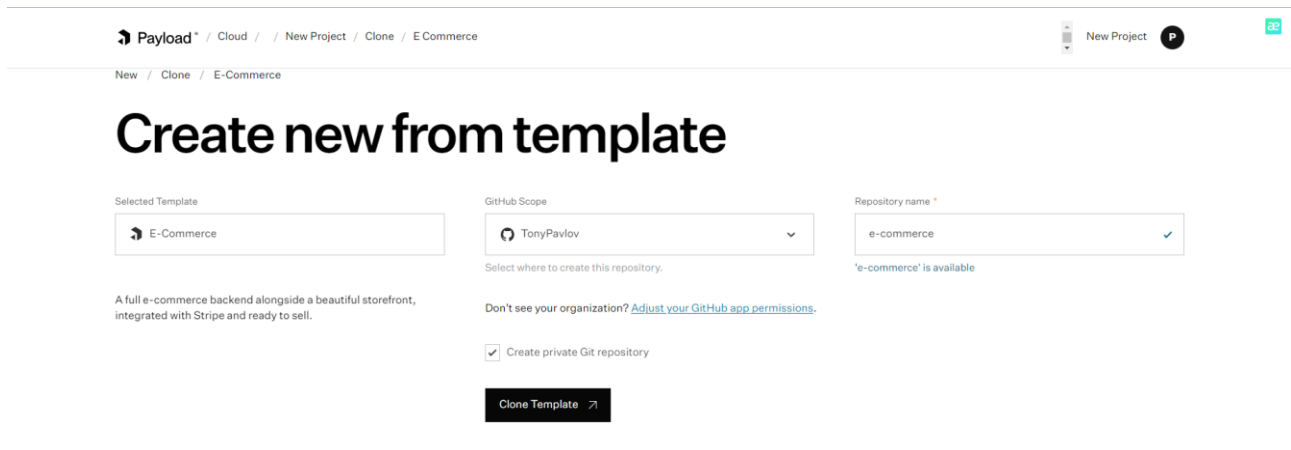 Payload® / Cloud / / New Project / Clone / E Commerce
New Project P
æ
New / Clone / E-Commerce
Create new from template
Selected Template
GitHub Scope
Repository name *
E-Commerce
TonyPavlov
e-commerce
Select where to create this repository.
'e-commerce' is available
A full e-commerce backend alongside a beautiful storefront,
integrated with Stripe and ready to sell.
Don't see your organization? Adjust your GitHub app permissions.
Create private Git repository
Clone Template